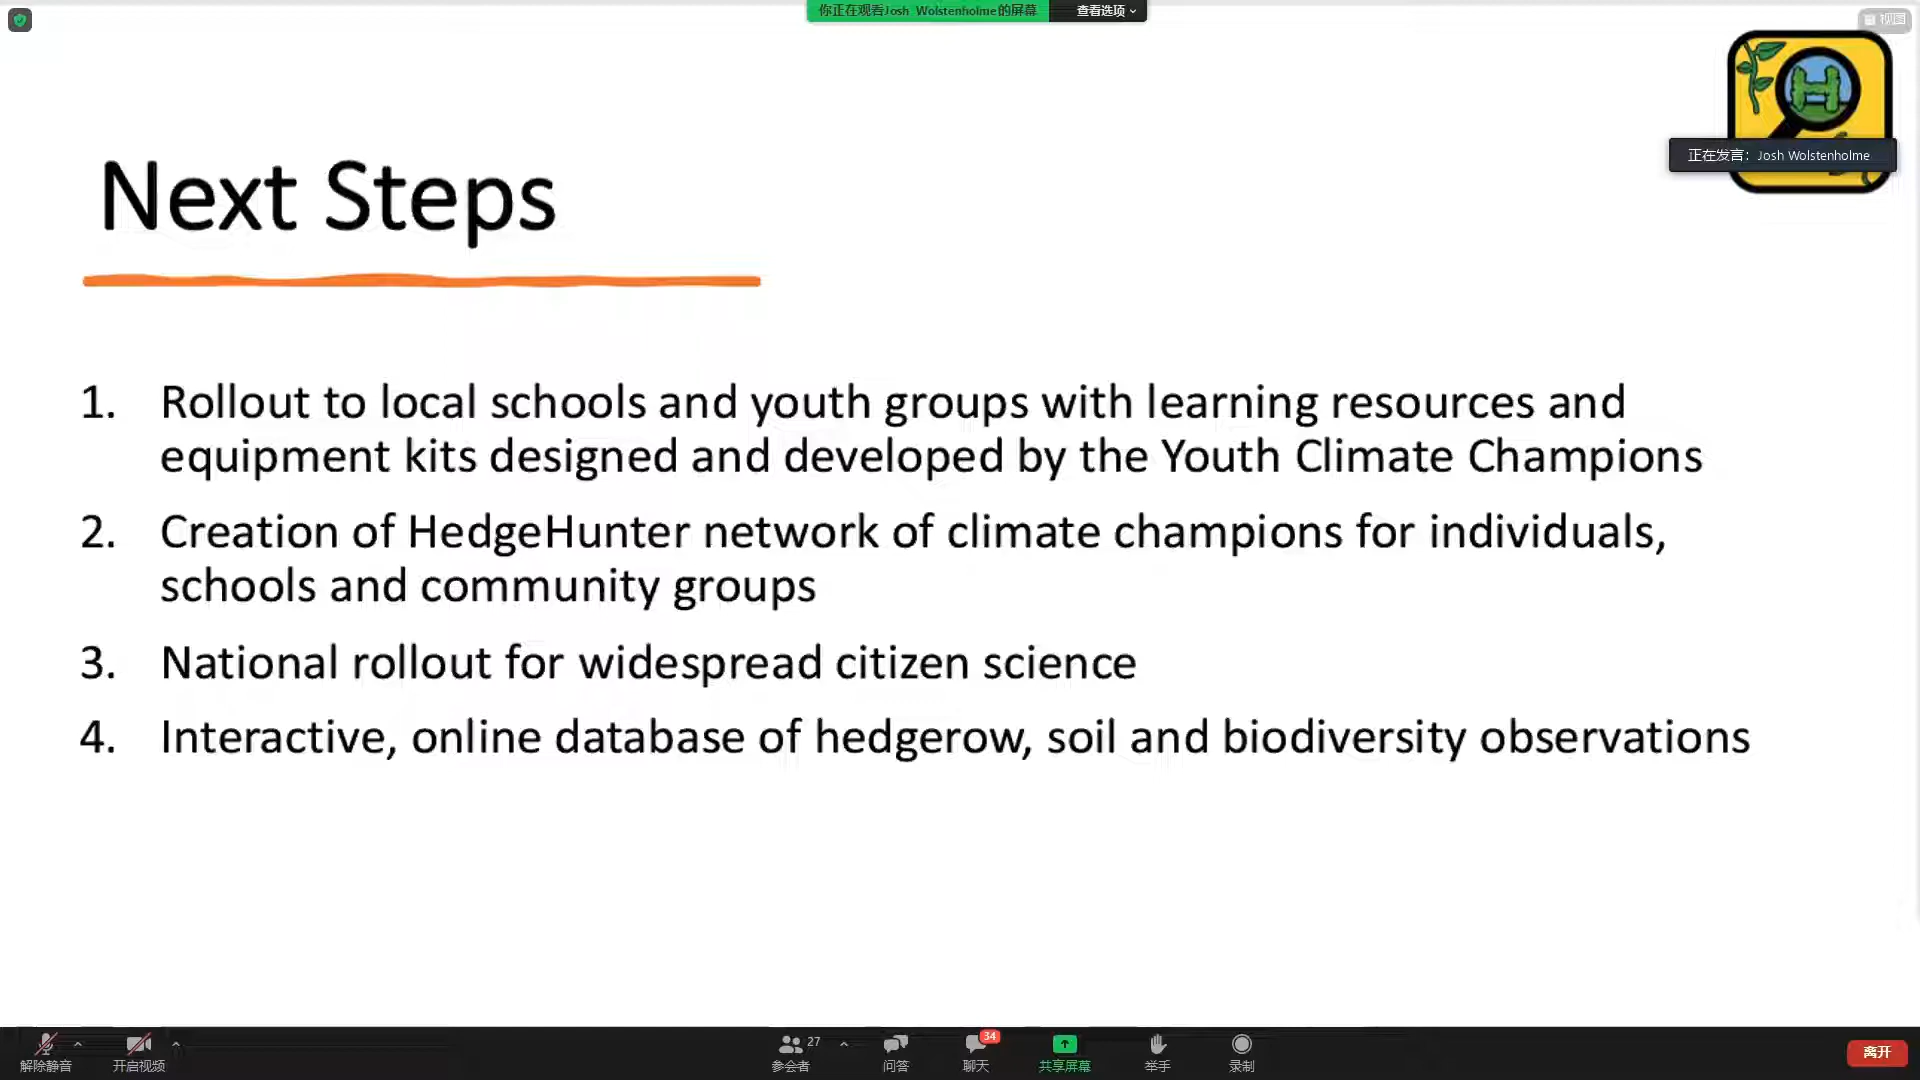 你正在观看Josh Wolstenholme的屏幕 查看选项
视图
H
正在发言: Josh Wolstenholme
Next Steps
1. Rollout to local schools and youth groups with learning resources and
equipment kits designed and developed by the Youth Climate Champions
2. Creation of HedgeHunter network of climate champions for individuals,
schools and community groups
3. National rollout for widespread citizen science
4. Interactive, online database of hedgerow, soil and biodiversity observations
27 34
解除静音 开启视频 参会者 问答 聊天 共享屏幕 举手 录制 离开